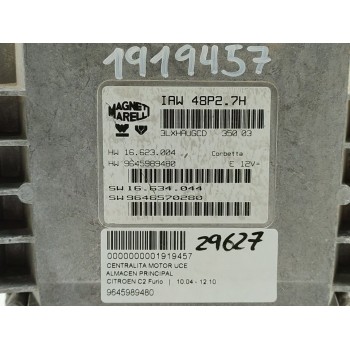 1919457
MAGNETI
MARELLI
IAW 48P2.7H
3LXHAUGCD 350 03
HW 16.623.004 Corbetta
HW 9645989480 E 12V-
SW 16.634.044
SW 9646570280
29627
0000000001919457
CENTRALITA MOTOR UCE
ALMACEN PRINCIPAL
CITROEN C2 Furio | 10.04 - 12.10
9645989480